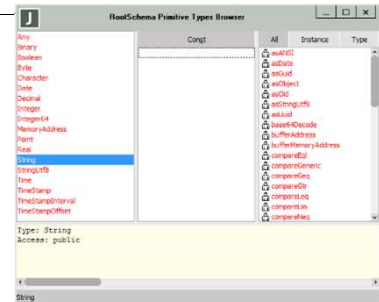 J
RootSchema Primitive Types Browser
Any
Binary
Boolean
Byte
Character
Date
Decimal
Integer
Integer64
MemoryAddress
Point
Real
String
StringUtf8
Time
TimeStamp
TimeStampInterval
TimeStampOffset
Const
All Instance Type
asANSI
asDate
asGuid
asObject
asOid
asStringUtf8
asUuid
base64Decode
bufferAddress
bufferMemoryAddress
compareEql
compareGeneric
compareGeq
compareGtr
compareLeq
compareLss
compareNeq
Type: String
Access: public
String